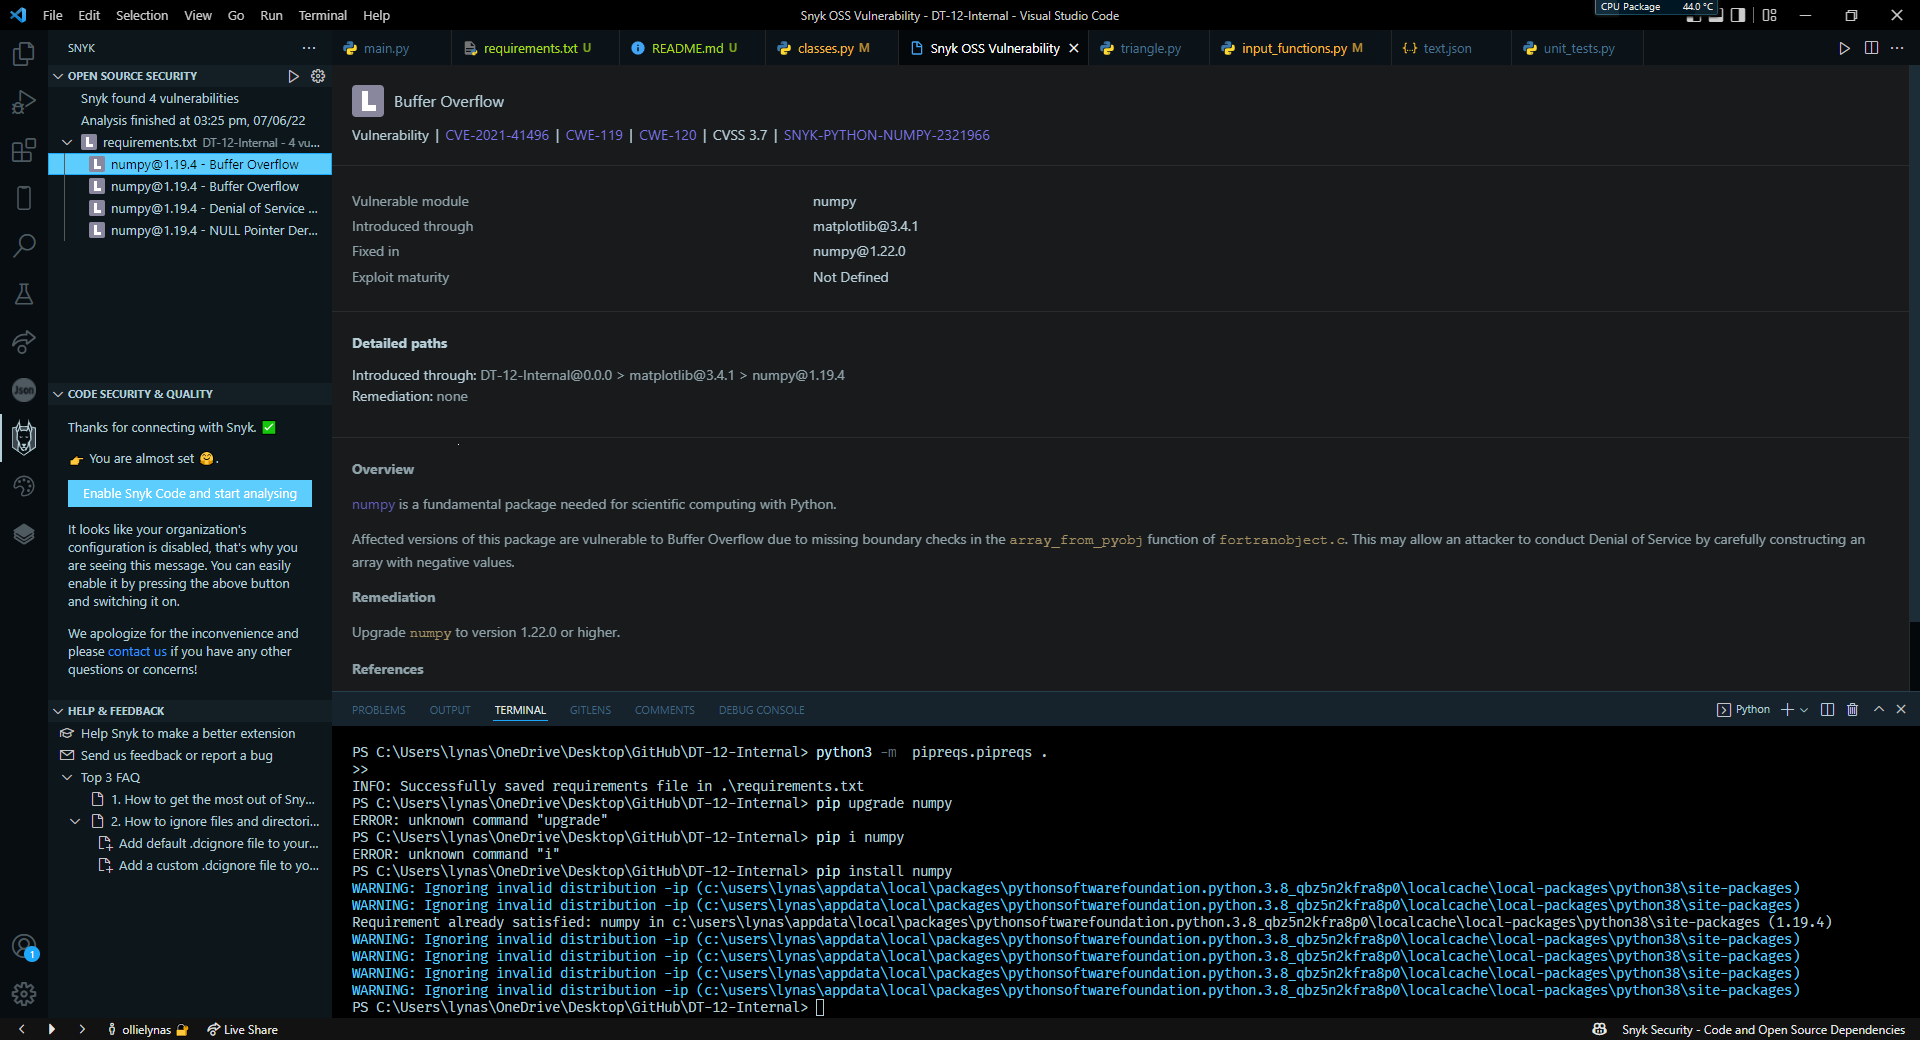 File Edit Selection View Go Run Terminal Help
Snyk OSS Vulnerability - DT-12-Internal - Visual Studio Code
CPU Package 44.0 °C
SNYK
main.py
requirements.txt U
README.md U
classes.py M
Snyk OSS Vulnerability
triangle.py
input_functions.py M
text.json
unit_tests.py
OPEN SOURCE SECURITY
Snyk found 4 vulnerabilities
Analysis finished at 03:25 pm, 07/06/22
requirements.txt DT-12-Internal - 4 vu...
numpy@1.19.4 - Buffer Overflow
numpy@1.19.4 - Buffer Overflow
numpy@1.19.4 - Denial of Service ...
numpy@1.19.4 - NULL Pointer Der...
CODE SECURITY & QUALITY
Thanks for connecting with Snyk. ✅
👉 You are almost set 🤗.
Enable Snyk Code and start analysing
It looks like your organization's
configuration is disabled, that's why you
are seeing this message. You can easily
enable it by pressing the above button
and switching it on.
We apologize for the inconvenience and
please contact us if you have any other
questions or concerns!
HELP & FEEDBACK
Help Snyk to make a better extension
Send us feedback or report a bug
Top 3 FAQ
1. How to get the most out of Sny...
2. How to ignore files and directori...
Add default .dcignore file to your...
Add a custom .dcignore file to yo...
L Buffer Overflow
Vulnerability | CVE-2021-41496 | CWE-119 | CWE-120 | CVSS 3.7 | SNYK-PYTHON-NUMPY-2321966
Vulnerable module numpy
Introduced through matplotlib@3.4.1
Fixed in numpy@1.22.0
Exploit maturity Not Defined
Detailed paths
Introduced through: DT-12-Internal@0.0.0 > matplotlib@3.4.1 > numpy@1.19.4
Remediation: none
Overview
numpy is a fundamental package needed for scientific computing with Python.
Affected versions of this package are vulnerable to Buffer Overflow due to missing boundary checks in the array_from_pyobj function of fortranobject.c. This may allow an attacker to conduct Denial of Service by carefully constructing an
array with negative values.
Remediation
Upgrade numpy to version 1.22.0 or higher.
References
PROBLEMS OUTPUT TERMINAL GITLENS COMMENTS DEBUG CONSOLE
Python
PS C:\Users\lynas\OneDrive\Desktop\GitHub\DT-12-Internal> python3 -m  pipreqs.pipreqs .
>>
INFO: Successfully saved requirements file in .\requirements.txt
PS C:\Users\lynas\OneDrive\Desktop\GitHub\DT-12-Internal> pip upgrade numpy
ERROR: unknown command "upgrade"
PS C:\Users\lynas\OneDrive\Desktop\GitHub\DT-12-Internal> pip i numpy
ERROR: unknown command "i"
PS C:\Users\lynas\OneDrive\Desktop\GitHub\DT-12-Internal> pip install numpy
WARNING: Ignoring invalid distribution -ip (c:\users\lynas\appdata\local\packages\pythonsoftwarefoundation.python.3.8_qbz5n2kfra8p0\localcache\local-packages\python38\site-packages)
WARNING: Ignoring invalid distribution -ip (c:\users\lynas\appdata\local\packages\pythonsoftwarefoundation.python.3.8_qbz5n2kfra8p0\localcache\local-packages\python38\site-packages)
Requirement already satisfied: numpy in c:\users\lynas\appdata\local\packages\pythonsoftwarefoundation.python.3.8_qbz5n2kfra8p0\localcache\local-packages\python38\site-packages (1.19.4)
WARNING: Ignoring invalid distribution -ip (c:\users\lynas\appdata\local\packages\pythonsoftwarefoundation.python.3.8_qbz5n2kfra8p0\localcache\local-packages\python38\site-packages)
WARNING: Ignoring invalid distribution -ip (c:\users\lynas\appdata\local\packages\pythonsoftwarefoundation.python.3.8_qbz5n2kfra8p0\localcache\local-packages\python38\site-packages)
WARNING: Ignoring invalid distribution -ip (c:\users\lynas\appdata\local\packages\pythonsoftwarefoundation.python.3.8_qbz5n2kfra8p0\localcache\local-packages\python38\site-packages)
WARNING: Ignoring invalid distribution -ip (c:\users\lynas\appdata\local\packages\pythonsoftwarefoundation.python.3.8_qbz5n2kfra8p0\localcache\local-packages\python38\site-packages)
PS C:\Users\lynas\OneDrive\Desktop\GitHub\DT-12-Internal>
Json
1
ollielynas 🔒 Live Share
Snyk Security - Code and Open Source Dependencies